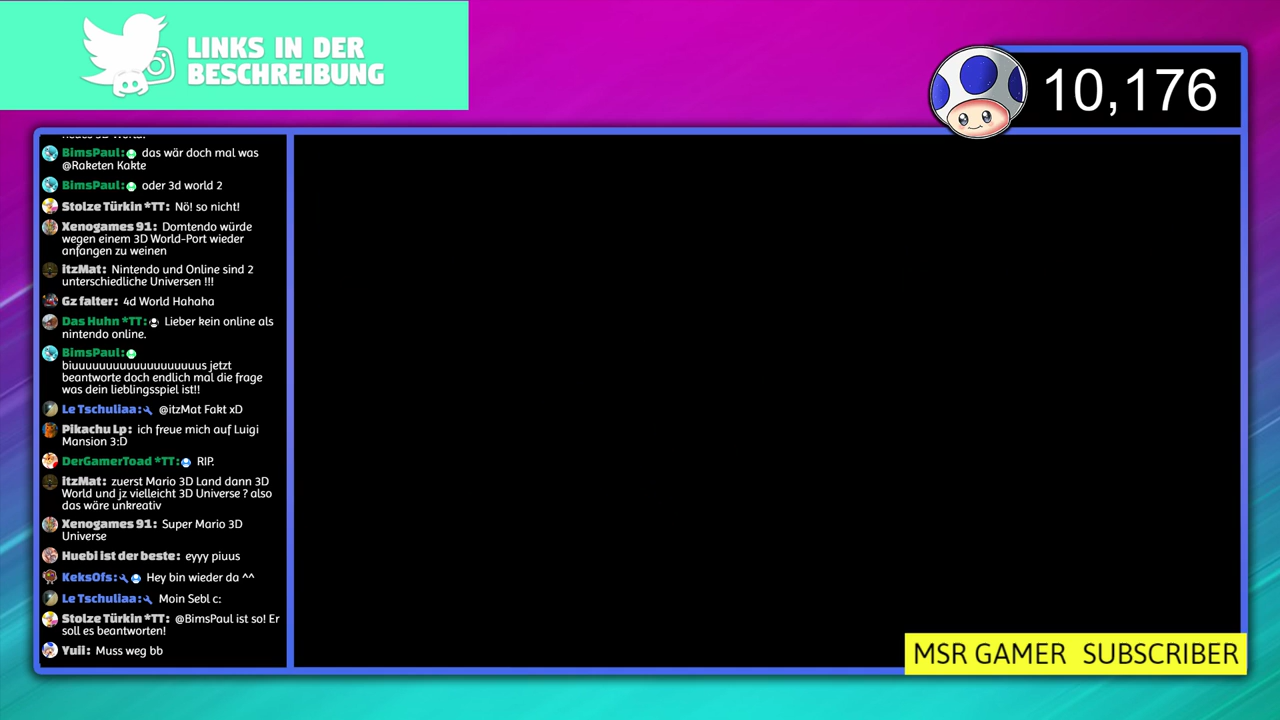 LINKS IN DER
BESCHREIBUNG
10,176
BimsPaul: das wär doch mal was
@Raketen Kakte
BimsPaul: oder 3d world 2
Stolze Türkin *TT: Nö! so nicht!
Xenogames 91: Domtendo würde
wegen einem 3D World-Port wieder
anfangen zu weinen
itzMat: Nintendo und Online sind 2
unterschiedliche Universen !!!
Gz falter: 4d World Hahaha
Das Huhn *TT: Lieber kein online als
nintendo online.
BimsPaul:
biuuuuuuuuuuuuuuuuuuus jetzt
beantworte doch endlich mal die frage
was dein lieblingsspiel ist!!
Le Tschuliaa: @itzMat Fakt xD
Pikachu Lp: ich freue mich auf Luigi
Mansion 3:D
DerGamerToad *TT: RIP.
itzMat: zuerst Mario 3D Land dann 3D
World und jz vielleicht 3D Universe ? also
das wäre unkreativ
Xenogames 91: Super Mario 3D
Universe
Huebi ist der beste: eyyy piuus
KeksOfs: Hey bin wieder da ^^
Le Tschuliaa: Moin Sebl c:
Stolze Türkin *TT: @BimsPaul ist so! Er
soll es beantworten!
Yuii: Muss weg bb
MSR GAMER SUBSCRIBER